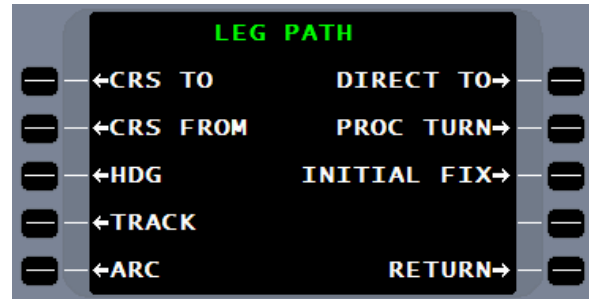 LEG PATH
←CRS TO DIRECT TO→
←CRS FROM PROC TURN→
←HDG INITIAL FIX→
←TRACK
←ARC RETURN→